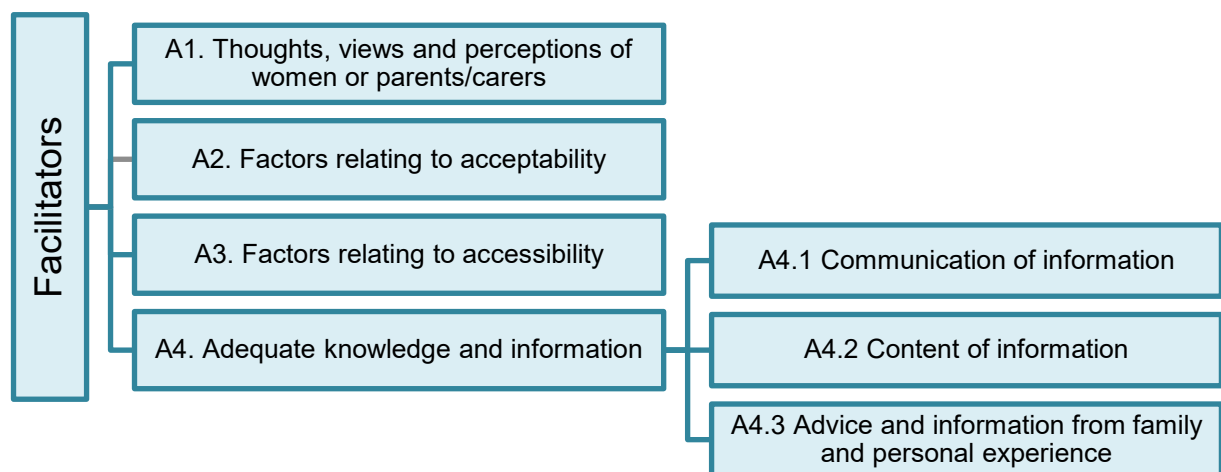 Facilitators
A1. Thoughts, views and perceptions of
women or parents/carers
A2. Factors relating to acceptability
A3. Factors relating to accessibility
A4. Adequate knowledge and information
A4.1 Communication of information
A4.2 Content of information
A4.3 Advice and information from family
and personal experience